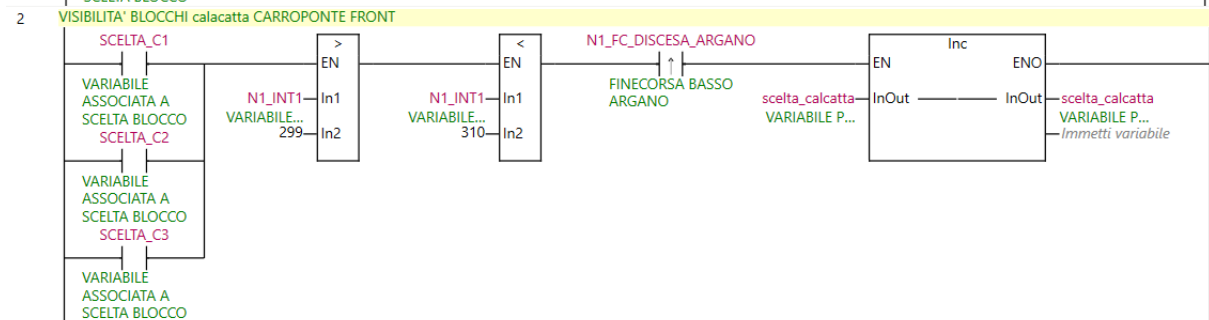 2 VISIBILITA' BLOCCHI calacatta CARROPONTE FRONT
SCELTA_C1
VARIABILE
ASSOCIATA A
SCELTA BLOCCO
SCELTA_C2
VARIABILE
ASSOCIATA A
SCELTA BLOCCO
SCELTA_C3
VARIABILE
ASSOCIATA A
SCELTA BLOCCO
>
EN
N1_INT1 In1
VARIABILE...
299 In2
<
EN
N1_INT1 In1
VARIABILE...
310 In2
N1_FC_DISCESA_ARGANO
↑
FINECORSA BASSO
ARGANO
Inc
EN ENO
scelta_calcatta InOut InOut scelta_calcatta
VARIABILE P... VARIABILE P...
Immetti variabile